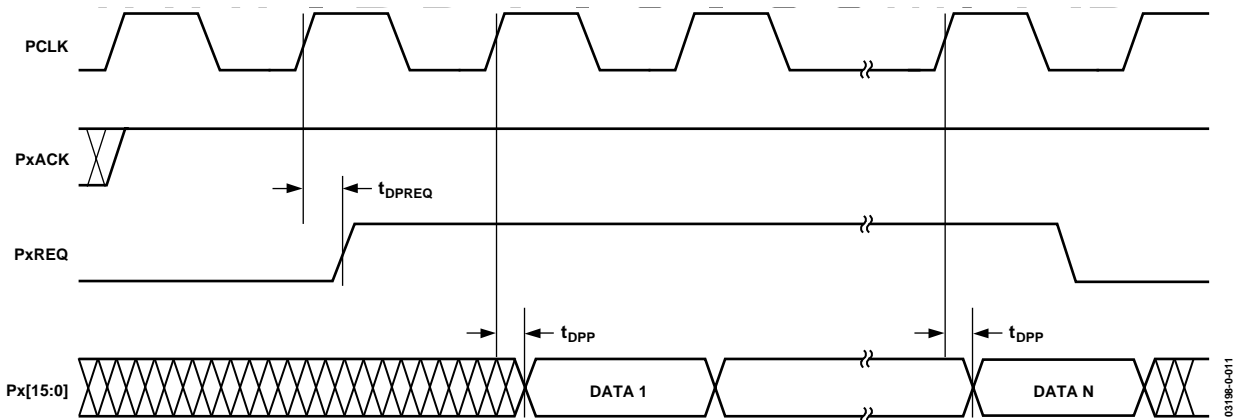 PCLK
PxACK
tDPREQ
PxREQ
tDPP
tDPP
Px[15:0]
DATA 1
DATA N
03198-0-011